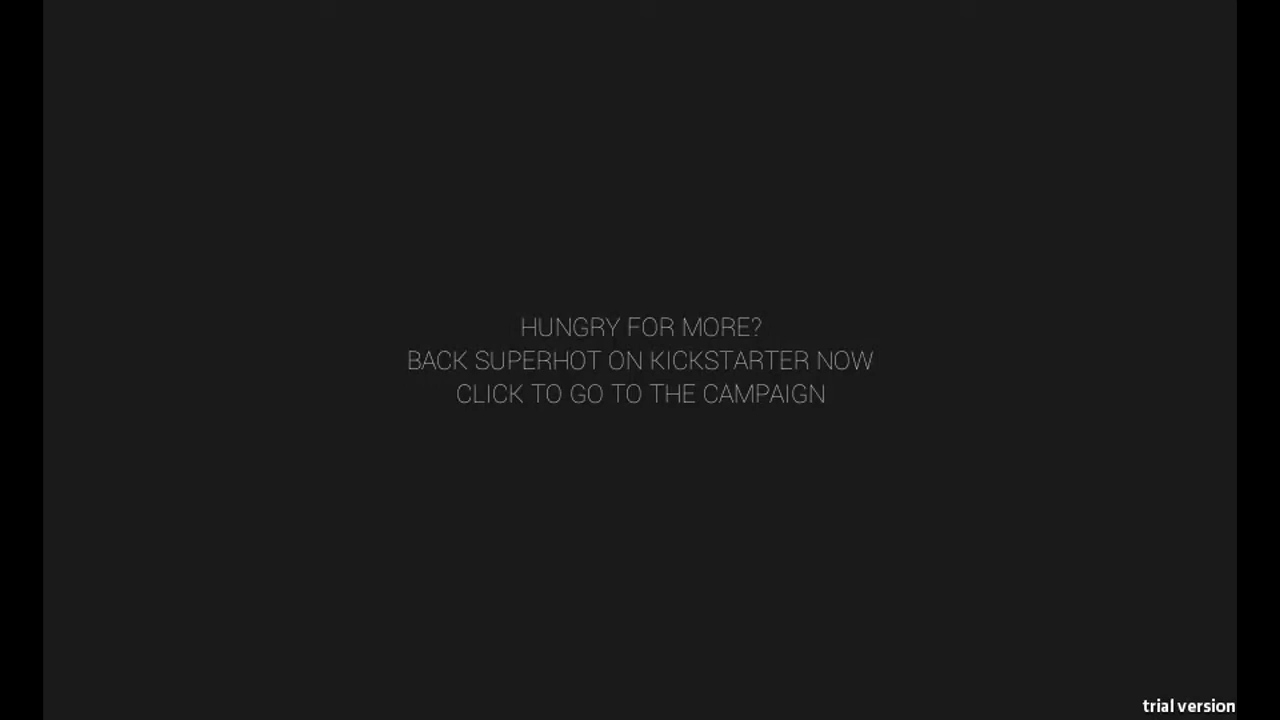 HUNGRY FOR MORE?
BACK SUPERHOT ON KICKSTARTER NOW
CLICK TO GO TO THE CAMPAIGN
trial version